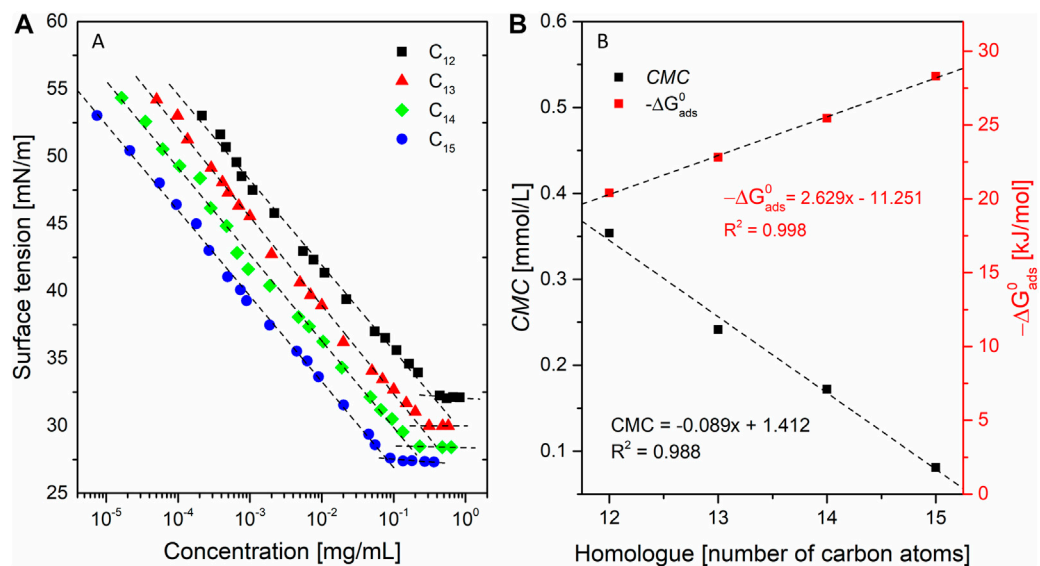 A
A
C₁₂
C₁₃
C₁₄
C₁₅
60
55
50
45
40
35
30
25
Surface tension [mN/m]
10⁻⁵ 10⁻⁴ 10⁻³ 10⁻² 10⁻¹ 10⁰
Concentration [mg/mL]
B
B
CMC
-ΔG⁰ads
0.6
0.5
0.4
0.3
0.2
0.1
CMC [mmol/L]
−ΔG⁰ads= 2.629x - 11.251
R² = 0.998
CMC = -0.089x + 1.412
R² = 0.988
30
25
20
15
10
5
0
−ΔG⁰ads [kJ/mol]
12 13 14 15
Homologue [number of carbon atoms]